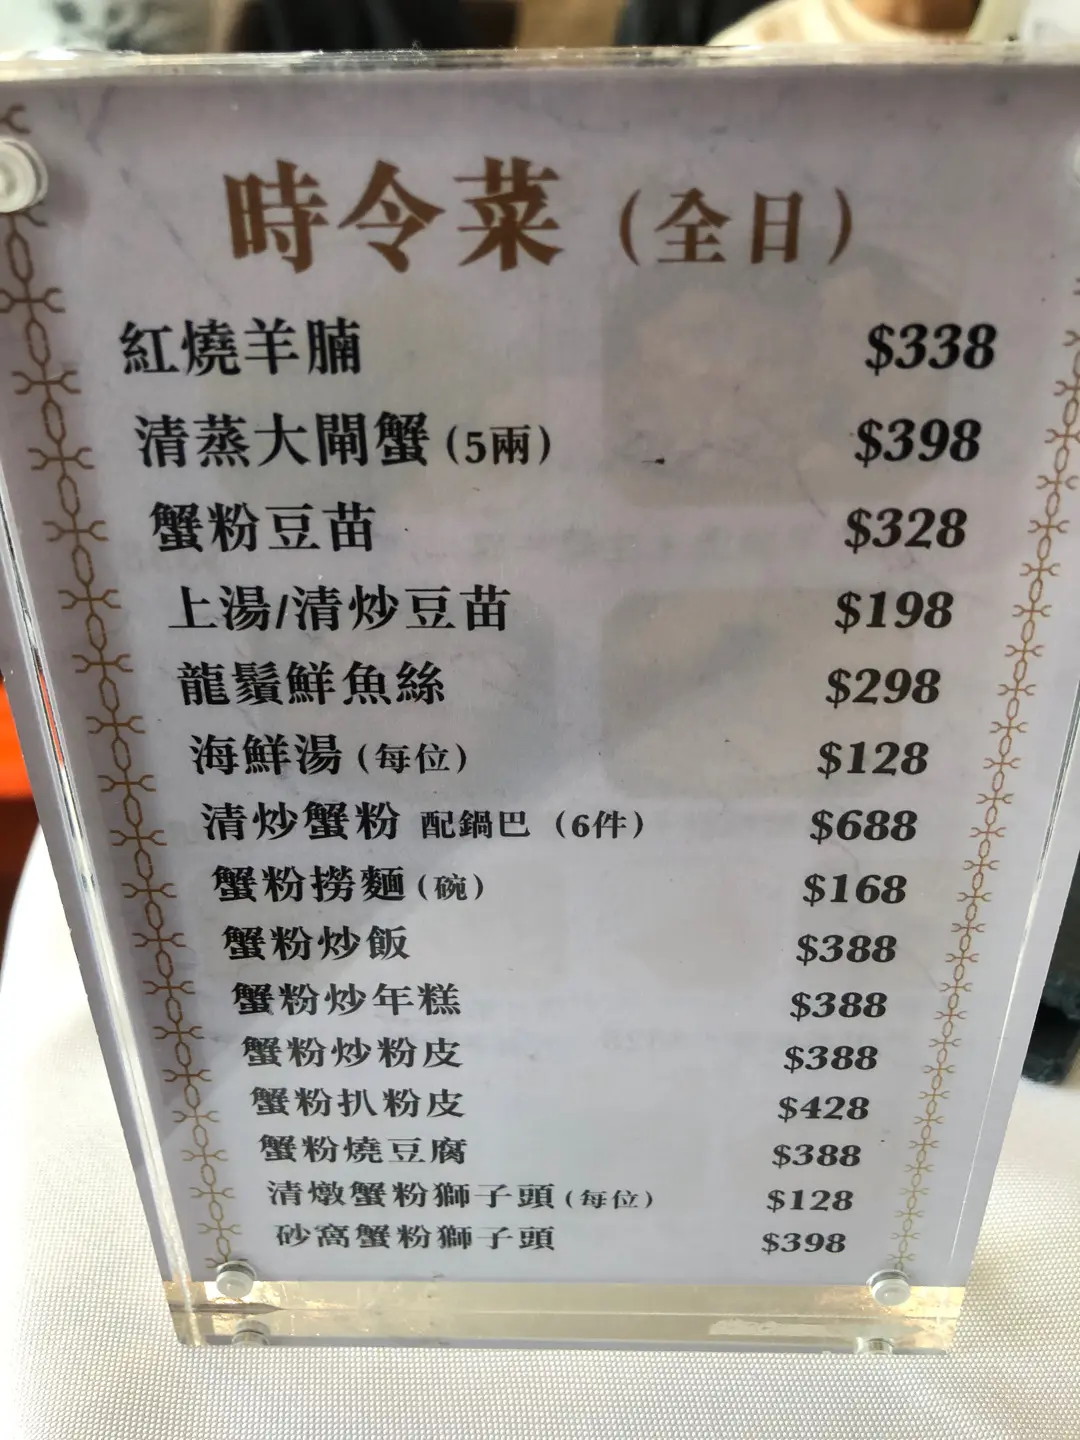 時令菜（全日）
紅燒羊腩 $338
清蒸大閘蟹 (5兩) $398
蟹粉豆苗 $328
上湯/清炒豆苗 $198
龍鬚鮮魚絲 $298
海鮮湯 (每位) $128
清炒蟹粉 配鍋巴（6件） $688
蟹粉撈麵 (碗) $168
蟹粉炒飯 $388
蟹粉炒年糕 $388
蟹粉炒粉皮 $388
蟹粉扒粉皮 $428
蟹粉燒豆腐 $388
清燉蟹粉獅子頭 (每位) $128
砂窩蟹粉獅子頭 $398